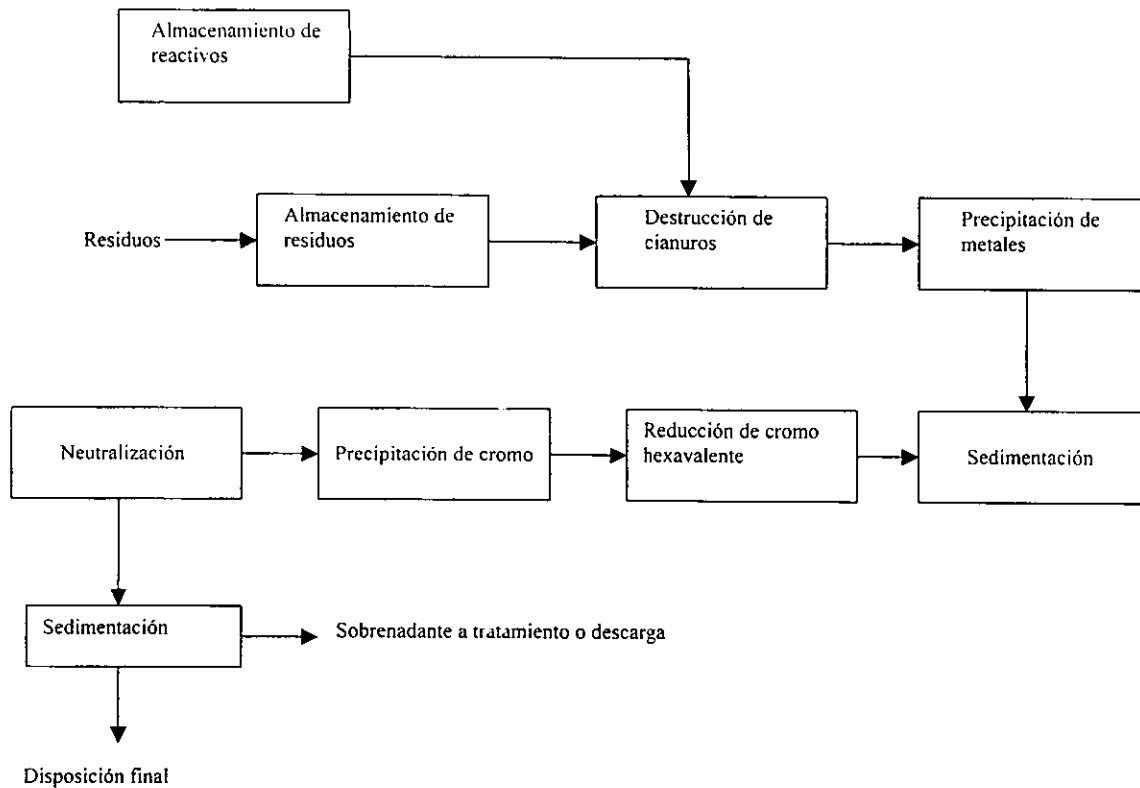 Almacenamiento de
reactivos
Residuos
Almacenamiento de
residuos
Destrucción de
cianuros
Precipitación de
metales
Neutralización
Precipitación de cromo
Reducción de cromo
hexavalente
Sedimentación
Sedimentación
Sobrenadante a tratamiento o descarga
Disposición final